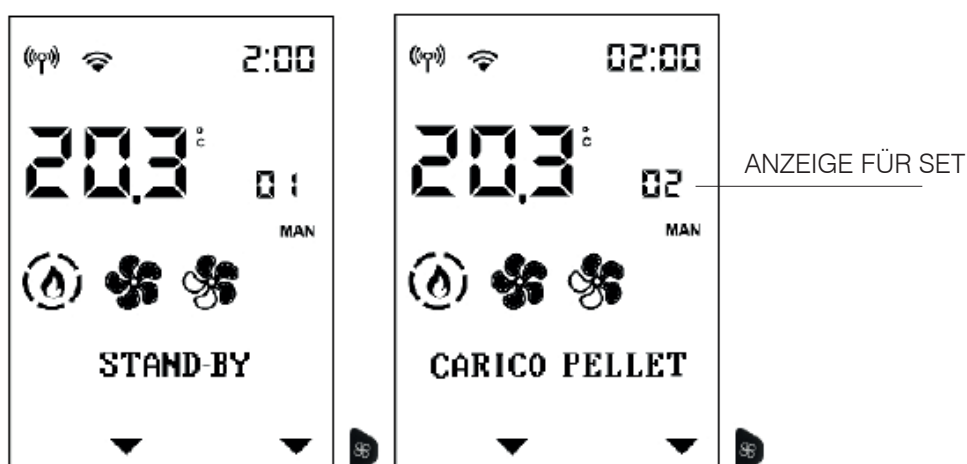 2:00
20.3 °C
01
MAN
STAND-BY
02:00
20.3 °C
02
MAN
CARICO PELLET
ANZEIGE FÜR SET